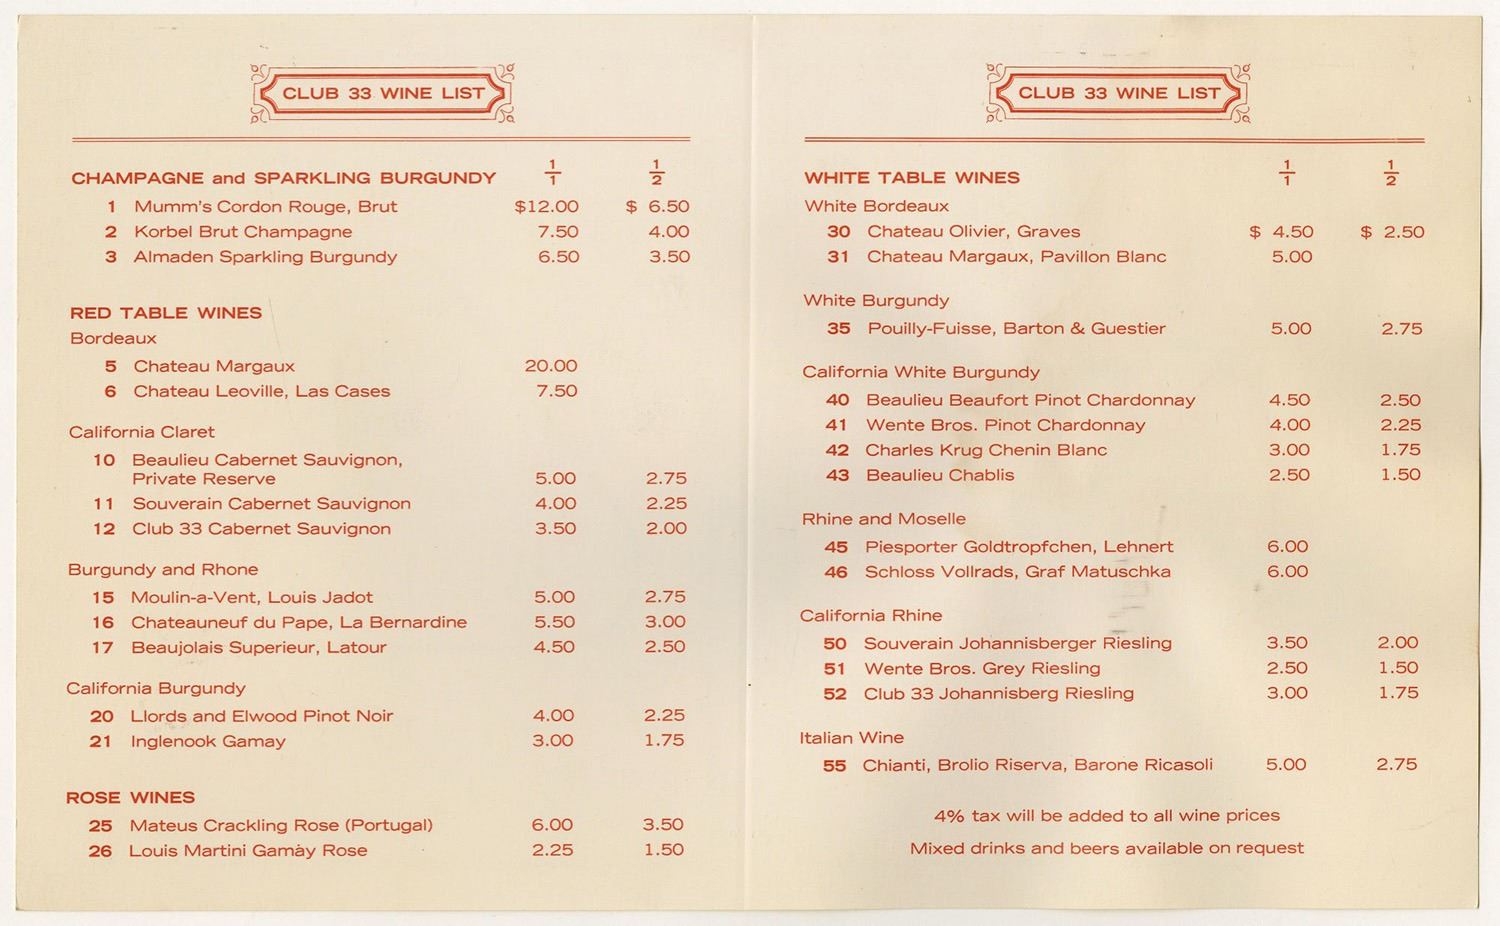 CLUB 33 WINE LIST
CHAMPAGNE and SPARKLING BURGUNDY 1/1 1/2
1 Mumm's Cordon Rouge, Brut $12.00 $ 6.50
2 Korbel Brut Champagne 7.50 4.00
3 Almaden Sparkling Burgundy 6.50 3.50
RED TABLE WINES
Bordeaux
5 Chateau Margaux 20.00
6 Chateau Leoville, Las Cases 7.50
California Claret
10 Beaulieu Cabernet Sauvignon,
Private Reserve 5.00 2.75
11 Souverain Cabernet Sauvignon 4.00 2.25
12 Club 33 Cabernet Sauvignon 3.50 2.00
Burgundy and Rhone
15 Moulin-a-Vent, Louis Jadot 5.00 2.75
16 Chateauneuf du Pape, La Bernardine 5.50 3.00
17 Beaujolais Superieur, Latour 4.50 2.50
California Burgundy
20 Llords and Elwood Pinot Noir 4.00 2.25
21 Inglenook Gamay 3.00 1.75
ROSE WINES
25 Mateus Crackling Rose (Portugal) 6.00 3.50
26 Louis Martini Gamay Rose 2.25 1.50
CLUB 33 WINE LIST
WHITE TABLE WINES 1/1 1/2
White Bordeaux
30 Chateau Olivier, Graves $ 4.50 $ 2.50
31 Chateau Margaux, Pavillon Blanc 5.00
White Burgundy
35 Pouilly-Fuisse, Barton & Guestier 5.00 2.75
California White Burgundy
40 Beaulieu Beaufort Pinot Chardonnay 4.50 2.50
41 Wente Bros. Pinot Chardonnay 4.00 2.25
42 Charles Krug Chenin Blanc 3.00 1.75
43 Beaulieu Chablis 2.50 1.50
Rhine and Moselle
45 Piesporter Goldtropfchen, Lehnert 6.00
46 Schloss Vollrads, Graf Matuschka 6.00
California Rhine
50 Souverain Johannisberger Riesling 3.50 2.00
51 Wente Bros. Grey Riesling 2.50 1.50
52 Club 33 Johannisberg Riesling 3.00 1.75
Italian Wine
55 Chianti, Brolio Riserva, Barone Ricasoli 5.00 2.75
4% tax will be added to all wine prices
Mixed drinks and beers available on request